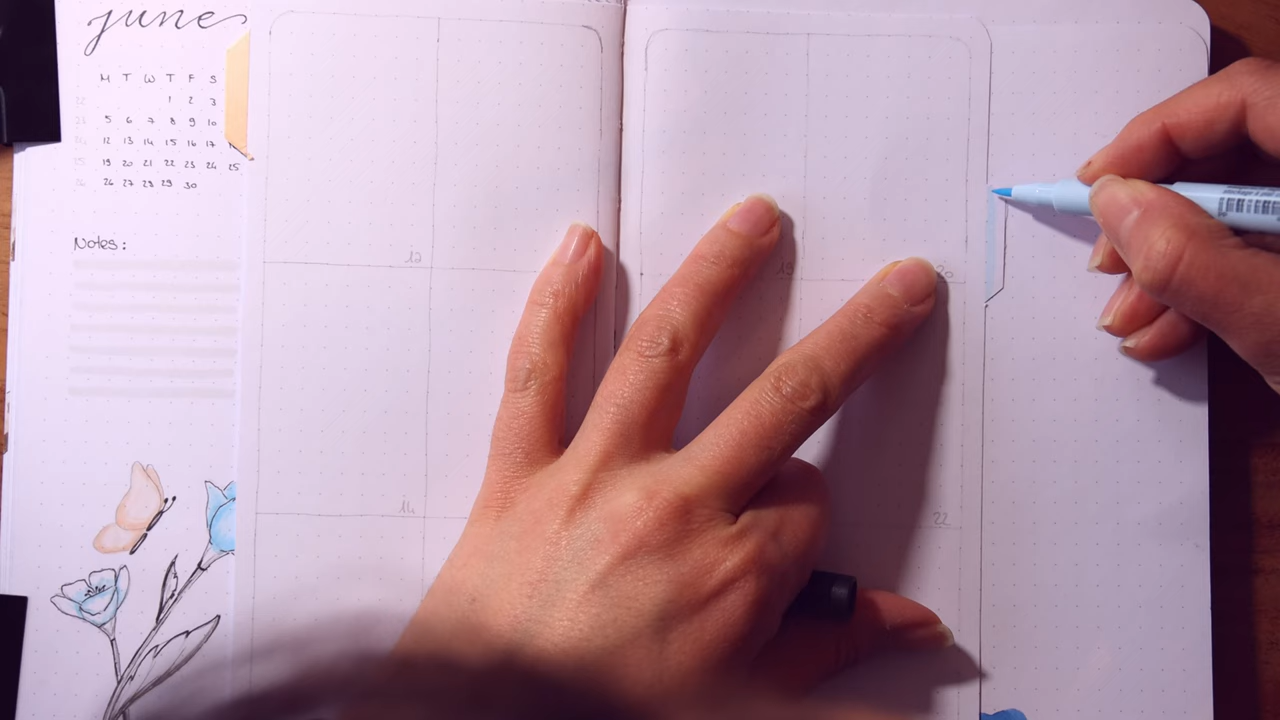 june
M T W T F S
1 2 3
5 6 7 8 9 10
12 13 14 15 16 17
19 20 21 22 23 24 25
26 27 28 29 30
Notes:
12
19 20
14
22